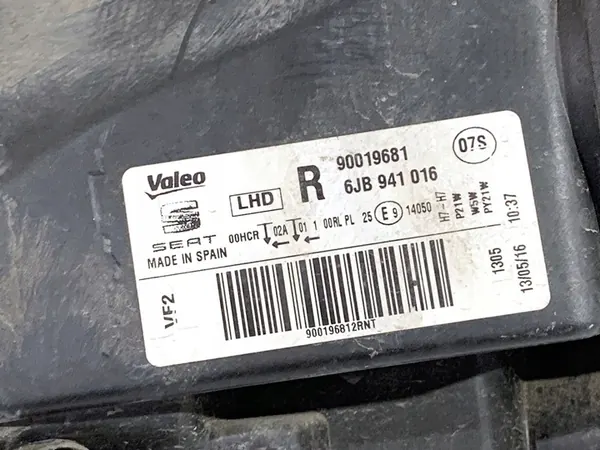 Valeo
LHD
R
90019681
6JB 941 016
07S
SEAT
MADE IN SPAIN
00HCR 02A 01 1 00RL PL 25 E9 14050
H7-H7
PY1W
W5W
PY21W
10:37
VF2
900196812RNT
1305
13/05/16